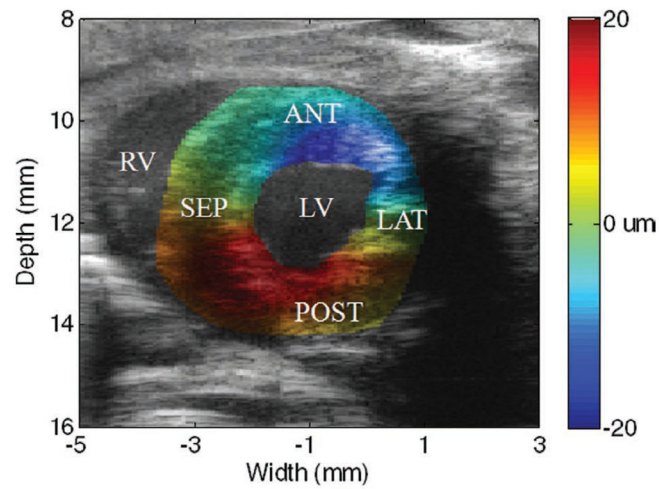 8
20
10
ANT
RV
SEP
LV
LAT
0 um
12
Depth (mm)
POST
14
16
-20
-5
-3
-1
1
3
Width (mm)